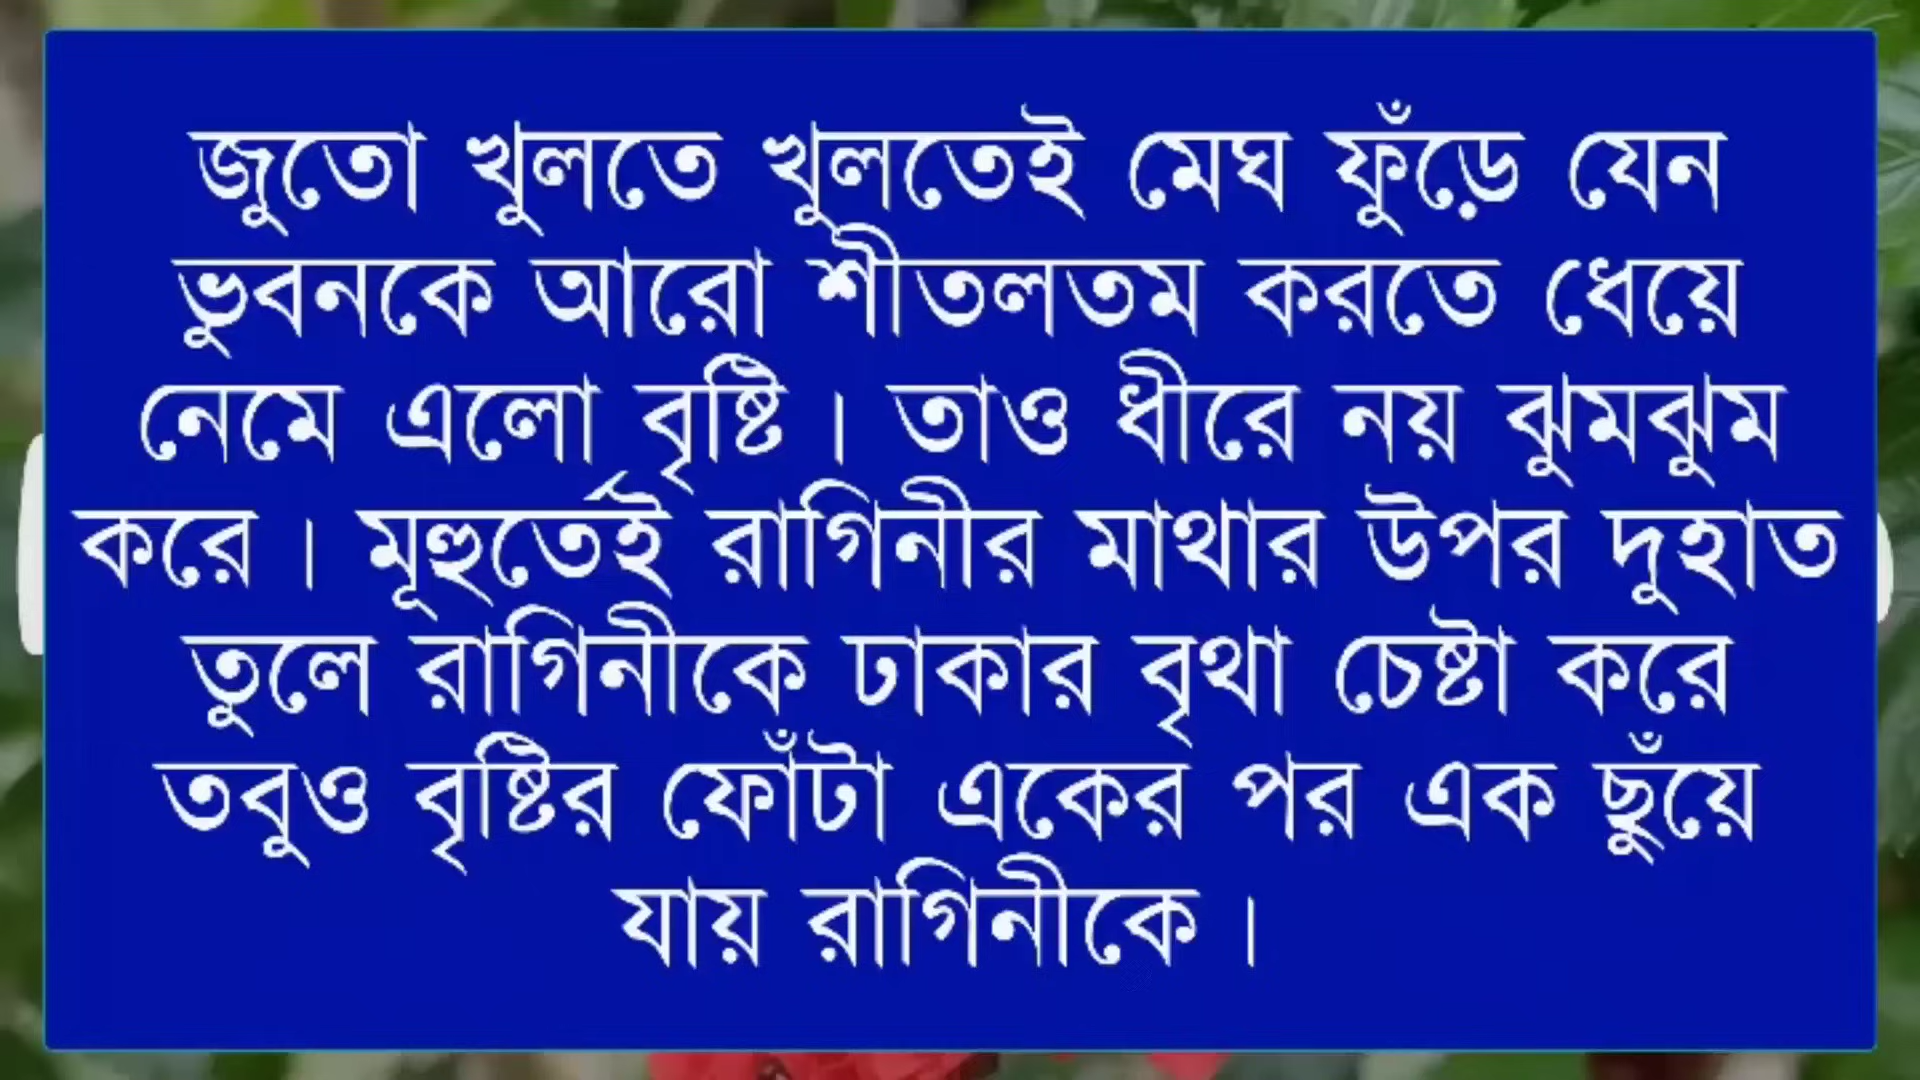 জুতো খুলতে খুলতেই মেঘ ফুঁড়ে যেন
ভুবনকে আরো শীতলতম করতে ধেয়ে
নেমে এলো বৃষ্টি । তাও ধীরে নয় ঝুমঝুম
করে । মূহুর্তেই রাগিনীর মাথার উপর দুহাত
তুলে রাগিনীকে ঢাকার বৃথা চেষ্টা করে
তবুও বৃষ্টির ফোঁটা একের পর এক ছুঁয়ে
যায় রাগিনীকে ।